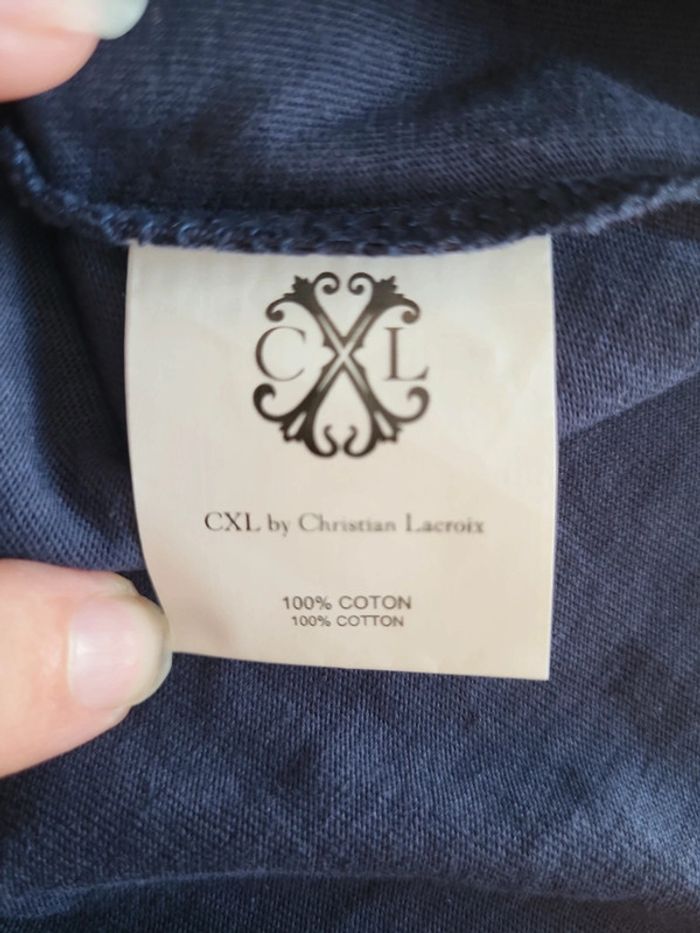 CXL
CXL by Christian Lacroix
100% COTON
100% COTTON